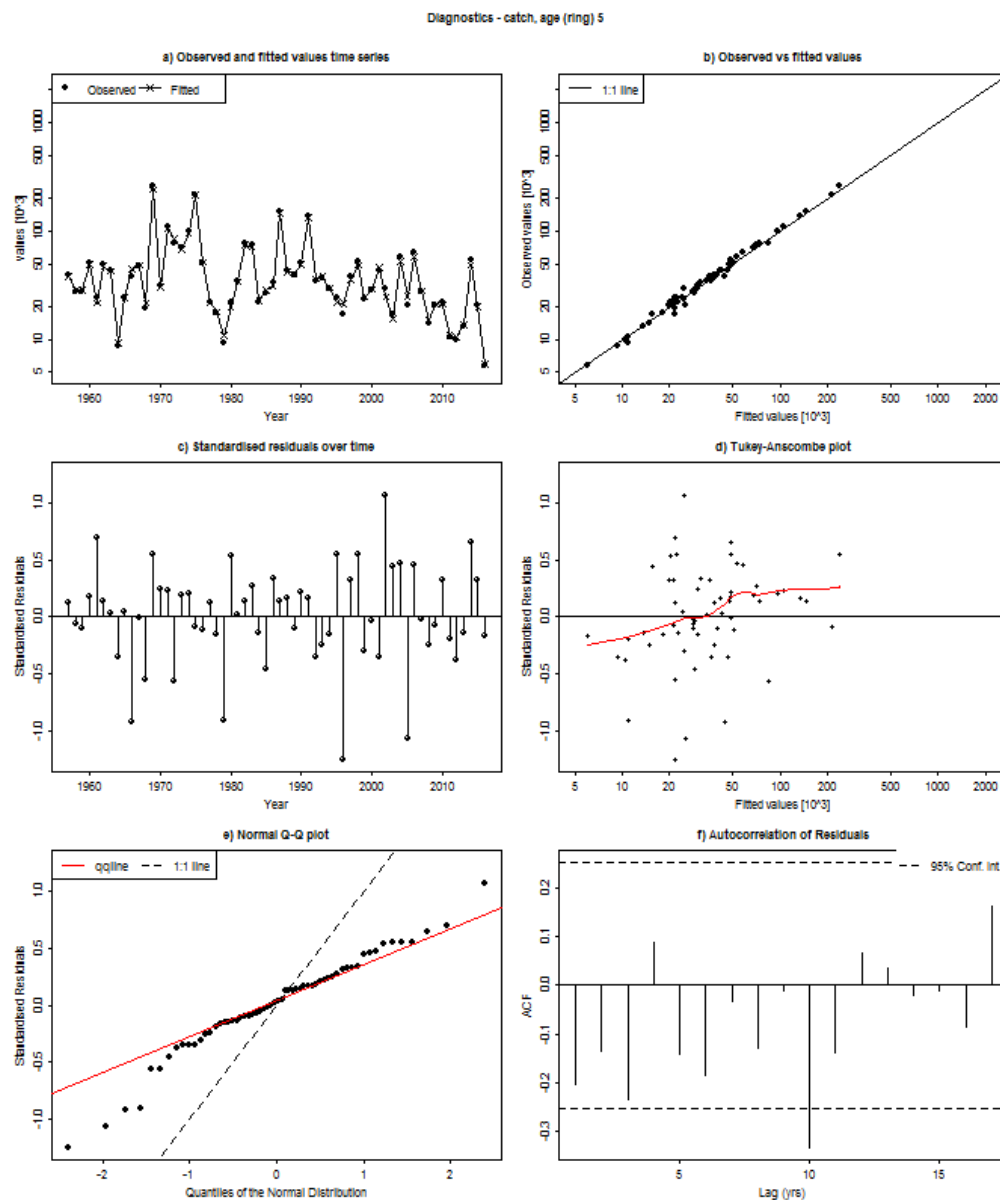 Diagnostics - catch, age (ring) 5
a) Observed and fitted values time series
Observed Fitted
values [10^3]
5 10 20 50 100 200 500 1000
1960 1970 1980 1990 2000 2010
Year
b) Observed vs fitted values
1:1 line
Observed values [10^3]
5 10 20 50 100 200 500 1000
5 10 20 50 100 200 500 1000 2000
Fitted values [10^3]
c) Standardised residuals over time
Standardised Residuals
-1.0 0.0 0.5 1.0
1960 1970 1980 1990 2000 2010
Year
d) Tukey-Anscombe plot
Standardised Residuals
-1.0 0.0 0.5 1.0
5 10 20 50 100 200 500 1000 2000
Fitted values [10^3]
e) Normal Q-Q plot
qqline 1:1 line
Standardised Residuals
-1.0 -0.5 0.0 0.5 1.0
-2 -1 0 1 2
Quantiles of the Normal Distribution
f) Autocorrelation of Residuals
95% Conf. Int
ACF
-0.3 -0.2 -0.1 0.0 0.1 0.2
5 10 15
Lag (yrs)